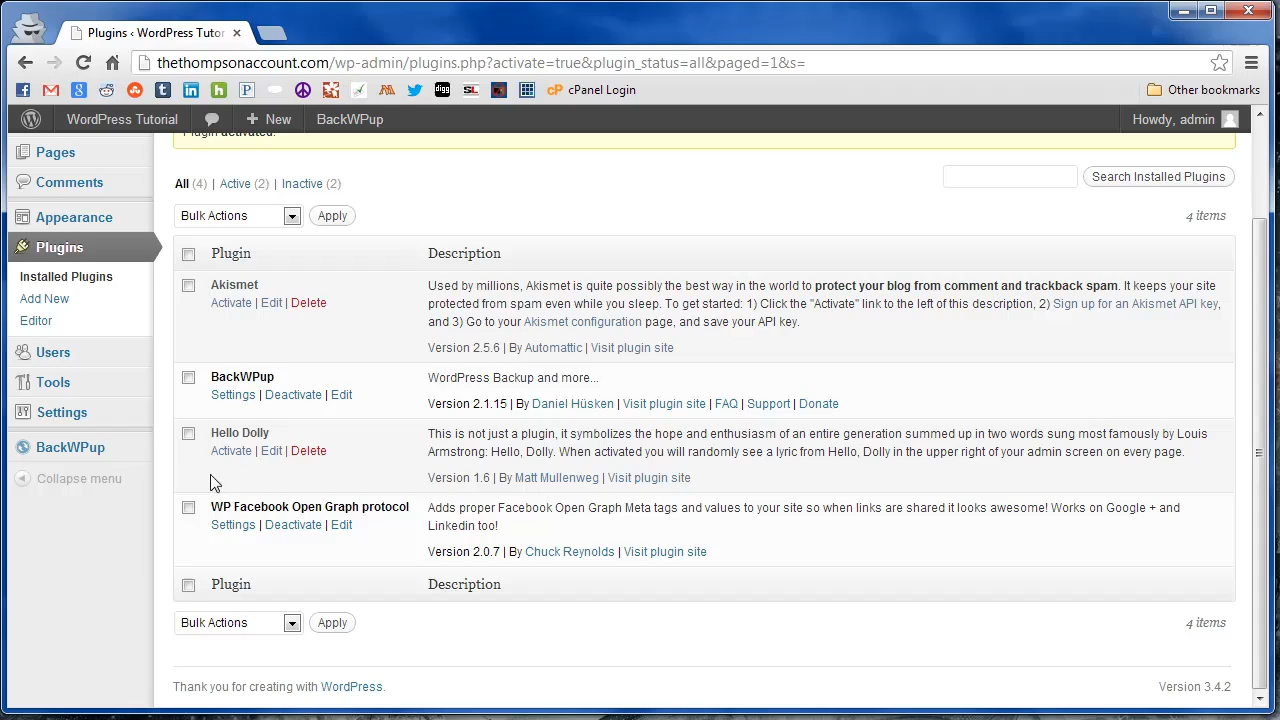 Plugins ‹ WordPress Tutor
thethompsonaccount.com/wp-admin/plugins.php?activate=true&plugin_status=all&paged=1&s=
cPanel Login
Other bookmarks
WordPress Tutorial
New
BackWPup
Howdy, admin
Plugin activated.
Pages
Comments
Appearance
Plugins
Installed Plugins
Add New
Editor
Users
Tools
Settings
BackWPup
Collapse menu
All (4) | Active (2) | Inactive (2)
Search Installed Plugins
Bulk Actions
Apply
4 items
Plugin
Description
Akismet
Activate | Edit | Delete
Used by millions, Akismet is quite possibly the best way in the world to protect your blog from comment and trackback spam. It keeps your site
protected from spam even while you sleep. To get started: 1) Click the "Activate" link to the left of this description, 2) Sign up for an Akismet API key,
and 3) Go to your Akismet configuration page, and save your API key.
Version 2.5.6 | By Automattic | Visit plugin site
BackWPup
Settings | Deactivate | Edit
WordPress Backup and more...
Version 2.1.15 | By Daniel Hüsken | Visit plugin site | FAQ | Support | Donate
Hello Dolly
Activate | Edit | Delete
This is not just a plugin, it symbolizes the hope and enthusiasm of an entire generation summed up in two words sung most famously by Louis
Armstrong: Hello, Dolly. When activated you will randomly see a lyric from Hello, Dolly in the upper right of your admin screen on every page.
Version 1.6 | By Matt Mullenweg | Visit plugin site
WP Facebook Open Graph protocol
Settings | Deactivate | Edit
Adds proper Facebook Open Graph Meta tags and values to your site so when links are shared it looks awesome! Works on Google + and
Linkedin too!
Version 2.0.7 | By Chuck Reynolds | Visit plugin site
Plugin
Description
Bulk Actions
Apply
4 items
Thank you for creating with WordPress.
Version 3.4.2